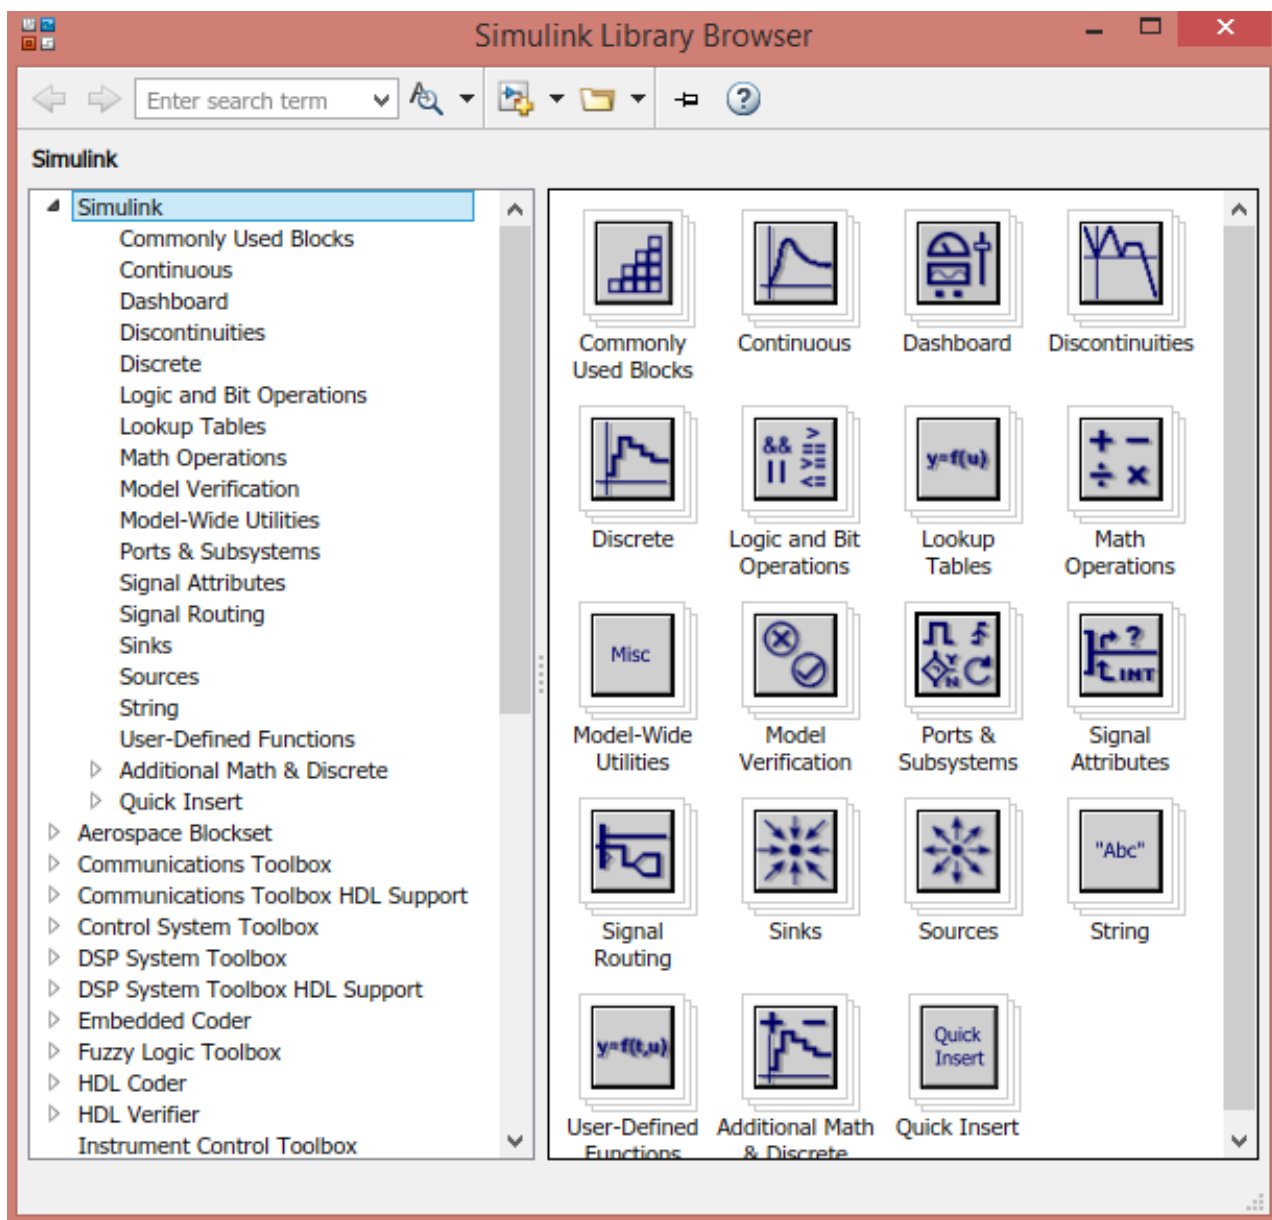 Simulink Library Browser
Enter search term
Simulink
Simulink
Commonly Used Blocks
Continuous
Dashboard
Discontinuities
Discrete
Logic and Bit Operations
Lookup Tables
Math Operations
Model Verification
Model-Wide Utilities
Ports & Subsystems
Signal Attributes
Signal Routing
Sinks
Sources
String
User-Defined Functions
Additional Math & Discrete
Quick Insert
Aerospace Blockset
Communications Toolbox
Communications Toolbox HDL Support
Control System Toolbox
DSP System Toolbox
DSP System Toolbox HDL Support
Embedded Coder
Fuzzy Logic Toolbox
HDL Coder
HDL Verifier
Instrument Control Toolbox
Commonly
Used Blocks
Continuous
Dashboard
Discontinuities
&& > ==
|| >= <=
y=f(u)
+ −
÷ ×
Discrete
Logic and Bit
Operations
Lookup
Tables
Math
Operations
Misc
Y
N
?
t INT
Model-Wide
Utilities
Model
Verification
Ports &
Subsystems
Signal
Attributes
"Abc"
Signal
Routing
Sinks
Sources
String
y=f(t,u)
+ −
Quick
Insert
User-Defined
Functions
Additional Math
& Discrete
Quick Insert